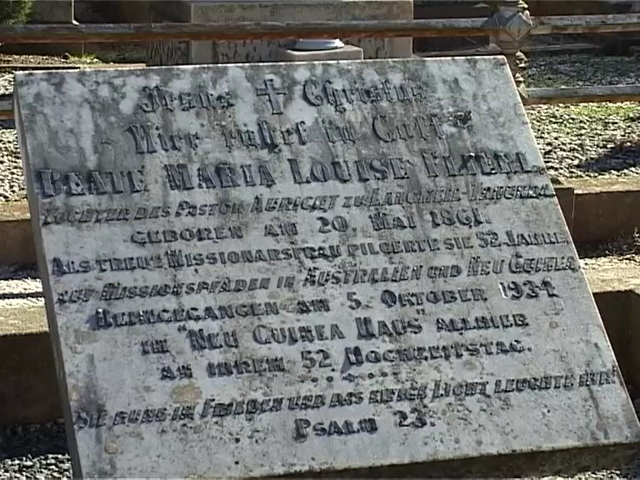 Jesus † Christus
Hier ruhet in Gott
BEATE MARIA LOUISE FLIERL.
TOCHTER DES PASTOR AURICHT ZU LANGMEIL-TANUNDA
GEBOREN AM 20. MAI 1861.
ALS TREUE MISSIONARSFRAU PILGERTE SIE 52. JAHRE
AUF MISSIONSPFADEN IN AUSTRALIEN UND NEU GUINEA
HEIMGEGANGEN AM 5. OKTOBER 1934
IM "NEU GUINEA HAUS" ALLHIER
AN IHREM 52. HOCHZEITSTAG.
SIE RUHE IM FRIEDEN UND DAS EWIGE LICHT LEUCHTE IHR!
PSALM 23.